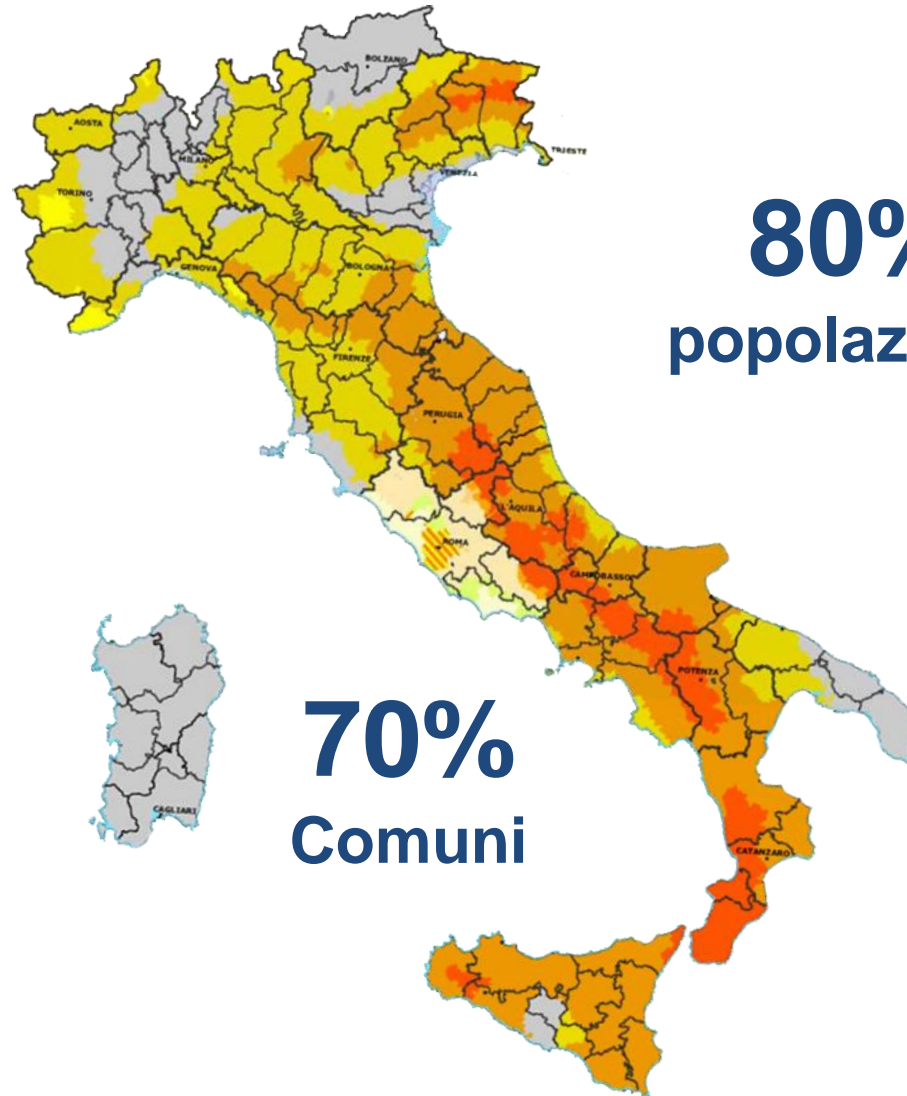 BOLZANO
AOSTA
MILANO
TRIESTE
VENEZIA
TORINO
80%
GENOVA
BOLOGNA
popolaz
FIRENZE
PERUGIA
L'AQUILA
ROMA
CAMPOBASSO
POTENZA
70%
CAGLIARI
Comuni
CATANZARO